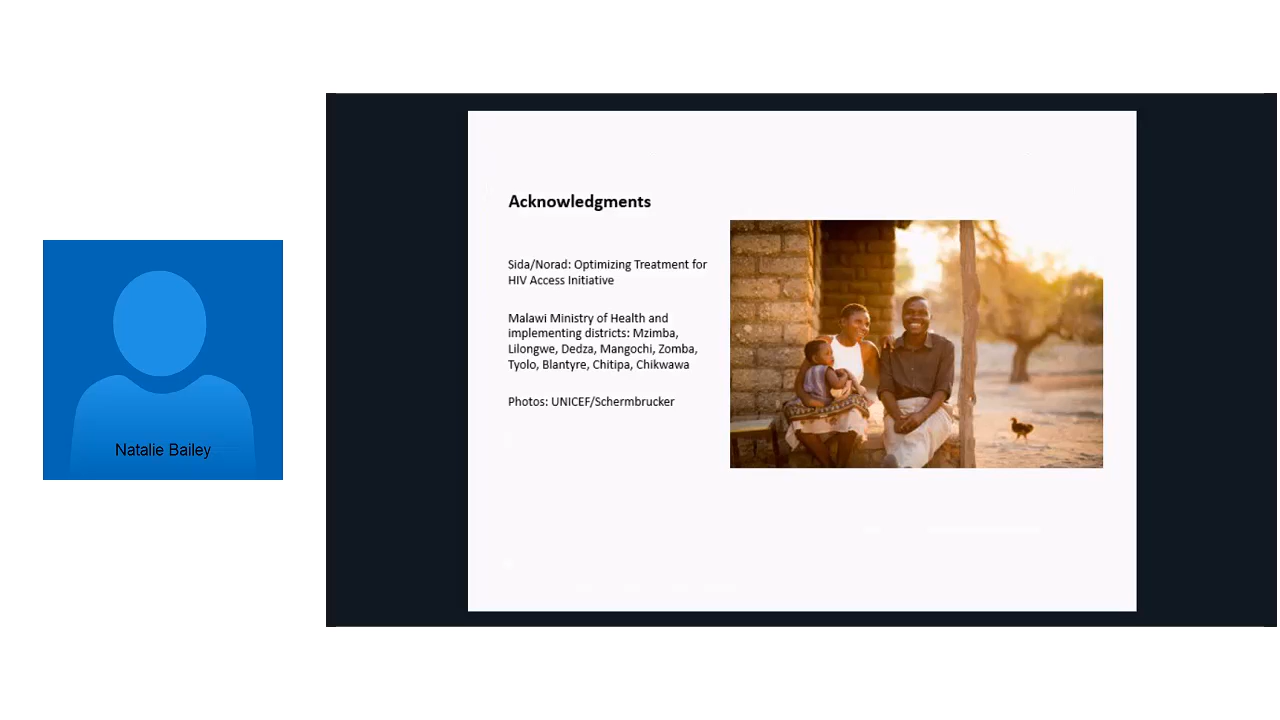 Natalie Bailey
Acknowledgments
Sida/Norad: Optimizing Treatment for
HIV Access Initiative
Malawi Ministry of Health and
implementing districts: Mzimba,
Lilongwe, Dedza, Mangochi, Zomba,
Tyolo, Blantyre, Chitipa, Chikwawa
Photos: UNICEF/Schermbrucker